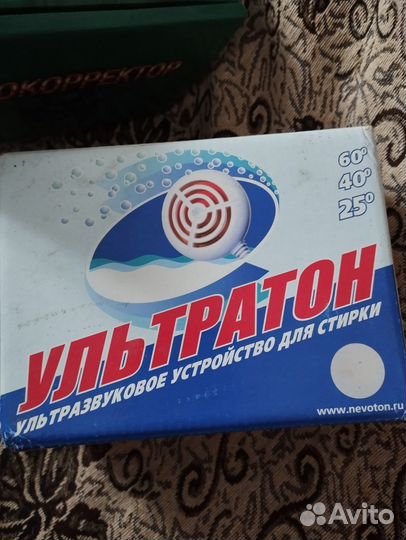 ОКОРРЕКТОР
60°
40°
25°
УЛЬТРАТОН
УЛЬТРАЗВУКОВОЕ УСТРОЙСТВО ДЛЯ СТИРКИ
www.nevoton.ru
Avito